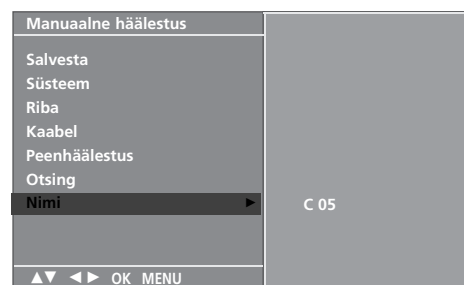 Manuaalne häälestus
Salvesta
Süsteem
Riba
Kaabel
Peenhäälestus
Otsing
Nimi ► C 05
▲▼ ◄► OK MENU